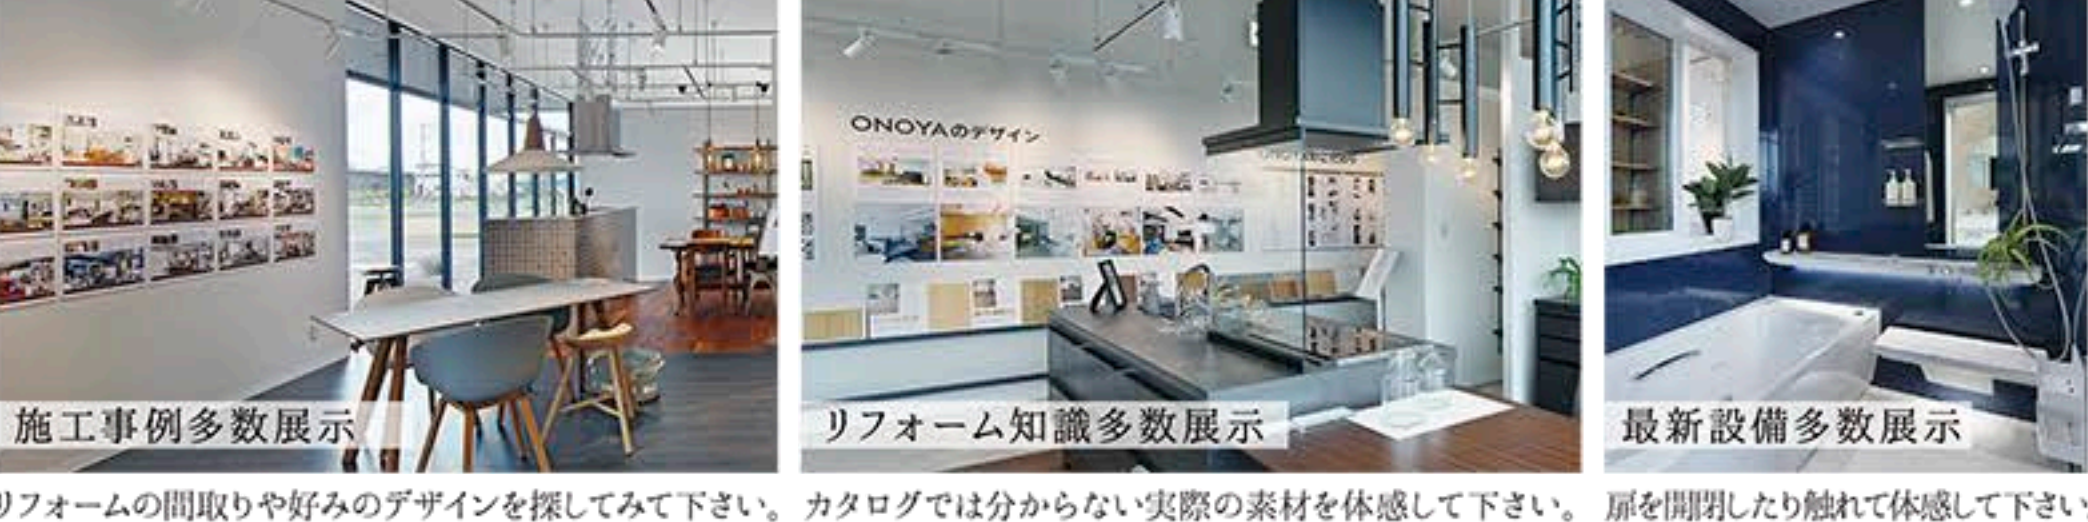 ONOYAのデザイン
施工事例多数展示
リフォーム知識多数展示
最新設備多数展示
リフォームの間取りや好みのデザインを探してみて下さい。
カタログでは分からない実際の素材を体感して下さい。
扉を開閉したり触れて体感して下さい